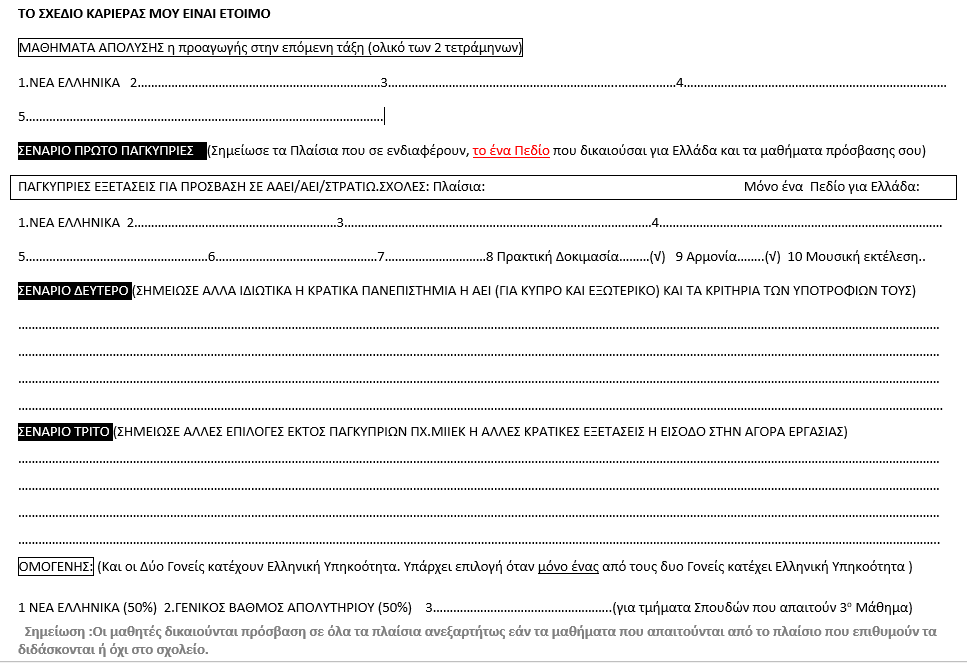 ΤΟ ΣΧΕΔΙΟ ΚΑΡΙΕΡΑΣ ΜΟΥ ΕΙΝΑΙ ΕΤΟΙΜΟ
ΜΑΘΗΜΑΤΑ ΑΠΟΛΥΣΗΣ η προαγωγής στην επόμενη τάξη (ολικό των 2 τετράμηνων)
1.ΝΕΑ ΕΛΛΗΝΙΚΑ 2..........................................................................3......................................................................................4..............................................................................
5..........................................................................................................
ΣΕΝΑΡΙΟ ΠΡΩΤΟ ΠΑΓΚΥΠΡΙΕΣ (Σημείωσε τα Πλαίσια που σε ενδιαφέρουν, το ένα Πεδίο που δικαιούσαι για Ελλάδα και τα μαθήματα πρόσβασης σου)
ΠΑΓΚΥΠΡΙΕΣ ΕΞΕΤΑΣΕΙΣ ΓΙΑ ΠΡΟΣΒΑΣΗ ΣΕ ΑΑΕΙ/ΑΕΙ/ΣΤΡΑΤΙΩ.ΣΧΟΛΕΣ: Πλαίσια: Μόνο ένα Πεδίο για Ελλάδα:
1.ΝΕΑ ΕΛΛΗΝΙΚΑ 2.............................................................3............................................................................................4.....................................................................................
5......................................................6................................................7..............................8 Πρακτική Δοκιμασία.........(√) 9 Αρμονία........(√) 10 Μουσική εκτέλεση..
ΣΕΝΑΡΙΟ ΔΕΥΤΕΡΟ (ΣΗΜΕΙΩΣΕ ΑΛΛΑ ΙΔΙΩΤΙΚΑ Η ΚΡΑΤΙΚΑ ΠΑΝΕΠΙΣΤΗΜΙΑ Η ΑΕΙ (ΓΙΑ ΚΥΠΡΟ ΚΑΙ ΕΞΩΤΕΡΙΚΟ) ΚΑΙ ΤΑ ΚΡΙΤΗΡΙΑ ΤΩΝ ΥΠΟΤΡΟΦΙΩΝ ΤΟΥΣ)
ΣΕΝΑΡΙΟ ΤΡΙΤΟ (ΣΗΜΕΙΩΣΕ ΑΛΛΕΣ ΕΠΙΛΟΓΕΣ ΕΚΤΟΣ ΠΑΓΚΥΠΡΙΩΝ ΠΧ.ΜΙΙΕΚ Η ΑΛΛΕΣ ΚΡΑΤΙΚΕΣ ΕΞΕΤΑΣΕΙΣ Η ΕΙΣΟΔΟ ΣΤΗΝ ΑΓΟΡΑ ΕΡΓΑΣΙΑΣ)
ΟΜΟΓΕΝΗΣ: (Και οι Δύο Γονείς κατέχουν Ελληνική Υπηκοότητα. Υπάρχει επιλογή όταν μόνο ένας από τους δυο Γονείς κατέχει Ελληνική Υπηκοότητα )
1 ΝΕΑ ΕΛΛΗΝΙΚΑ (50%) 2.ΓΕΝΙΚΟΣ ΒΑΘΜΟΣ ΑΠΟΛΥΤΗΡΙΟΥ (50%) 3......................................................(για τμήματα Σπουδών που απαιτούν 3ο Μάθημα)
Σημείωση :Οι μαθητές δικαιούνται πρόσβαση σε όλα τα πλαίσια ανεξαρτήτως εάν τα μαθήματα που απαιτούνται από το πλαίσιο που επιθυμούν τα
διδάσκονται ή όχι στο σχολείο.